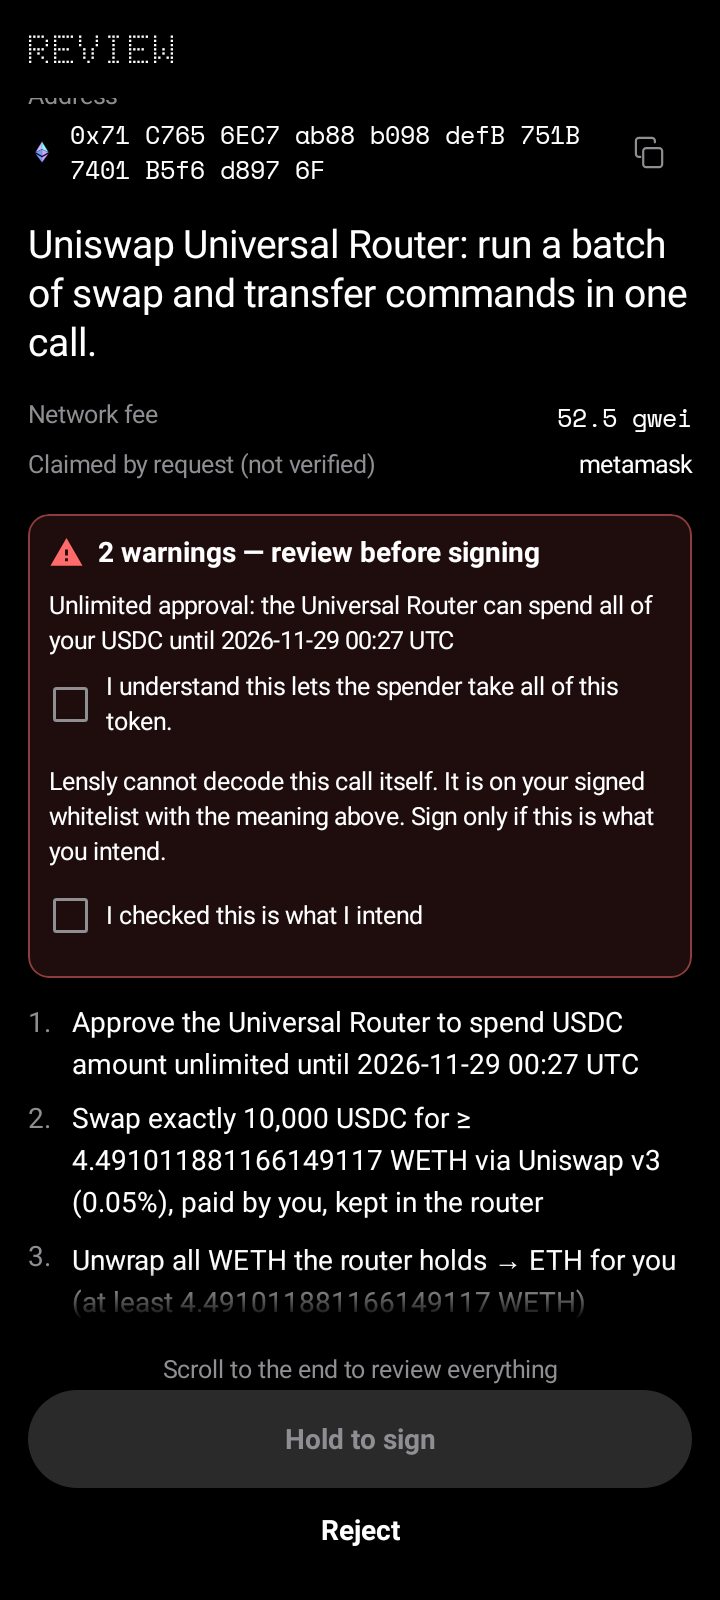 REVIEW
Address
0x71 C765 6EC7 ab88 b098 defB 751B
7401 B5f6 d897 6F
Uniswap Universal Router: run a batch
of swap and transfer commands in one
call.
Network fee 52.5 gwei
Claimed by request (not verified) metamask
2 warnings — review before signing
Unlimited approval: the Universal Router can spend all of
your USDC until 2026-11-29 00:27 UTC
I understand this lets the spender take all of this
token.
Lensly cannot decode this call itself. It is on your signed
whitelist with the meaning above. Sign only if this is what
you intend.
I checked this is what I intend
1. Approve the Universal Router to spend USDC
amount unlimited until 2026-11-29 00:27 UTC
2. Swap exactly 10,000 USDC for ≥
4.491011881166149117 WETH via Uniswap v3
(0.05%), paid by you, kept in the router
3. Unwrap all WETH the router holds → ETH for you
(at least 4.491011881166149117 WETH)
Scroll to the end to review everything
Hold to sign
Reject